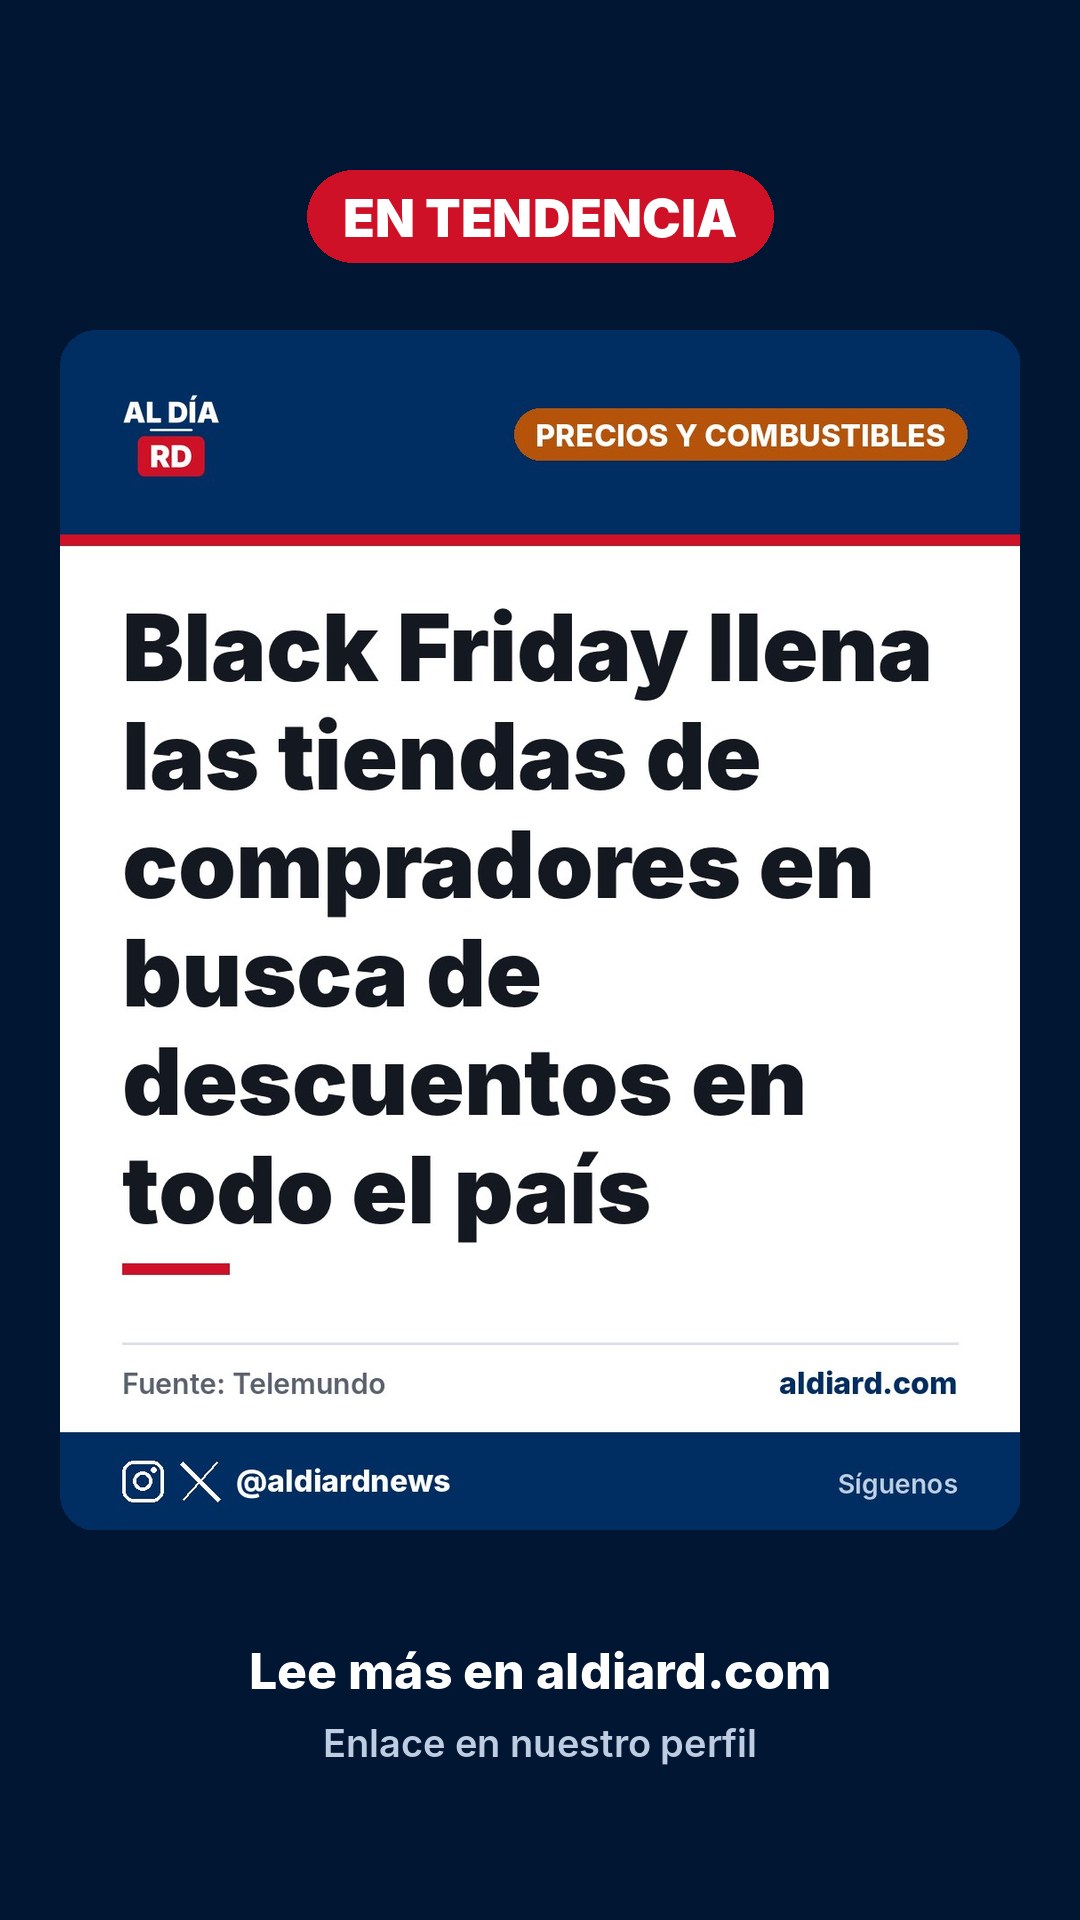 EN TENDENCIA
AL DÍA
RD
PRECIOS Y COMBUSTIBLES
Black Friday llena
las tiendas de
compradores en
busca de
descuentos en
todo el país
Fuente: Telemundo
aldiard.com
@aldiardnews
Síguenos
Lee más en aldiard.com
Enlace en nuestro perfil